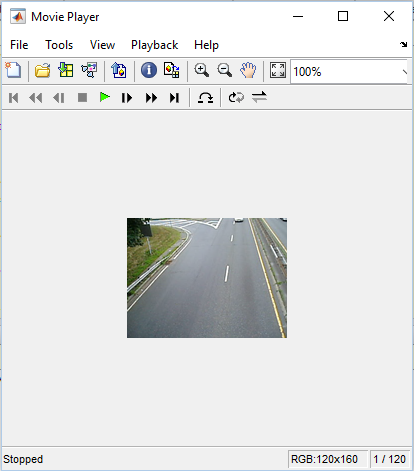 Movie Player
File Tools View Playback Help
100%
Stopped RGB:120x160 1 / 120